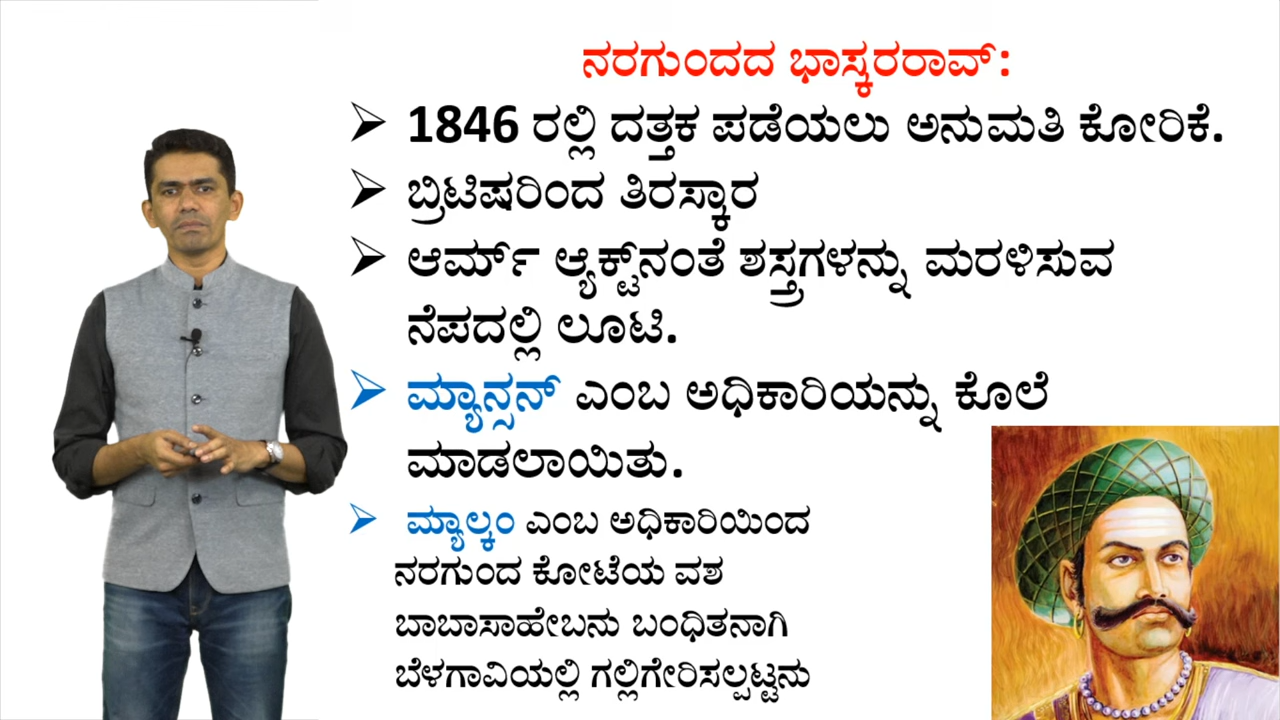 ನರಗುಂದದ ಭಾಸ್ಕರರಾವ್:
➢ 1846 ರಲ್ಲಿ ದತ್ತಕ ಪಡೆಯಲು ಅನುಮತಿ ಕೋರಿಕೆ.
➢ ಬ್ರಿಟಿಷರಿಂದ ತಿರಸ್ಕಾರ
➢ ಆರ್ಮ್ ಆ್ಯಕ್ಟ್‌ನಂತೆ ಶಸ್ತ್ರಗಳನ್ನು ಮರಳಿಸುವ
ನೆಪದಲ್ಲಿ ಲೂಟಿ.
➢ ಮ್ಯಾನ್ಸನ್ ಎಂಬ ಅಧಿಕಾರಿಯನ್ನು ಕೊಲೆ
ಮಾಡಲಾಯಿತು.
➢ ಮ್ಯಾಲ್ಕಂ ಎಂಬ ಅಧಿಕಾರಿಯಿಂದ
ನರಗುಂದ ಕೋಟೆಯ ವಶ
ಬಾಬಾಸಾಹೇಬನು ಬಂಧಿತನಾಗಿ
ಬೆಳಗಾವಿಯಲ್ಲಿ ಗಲ್ಲಿಗೇರಿಸಲ್ಪಟ್ಟನು